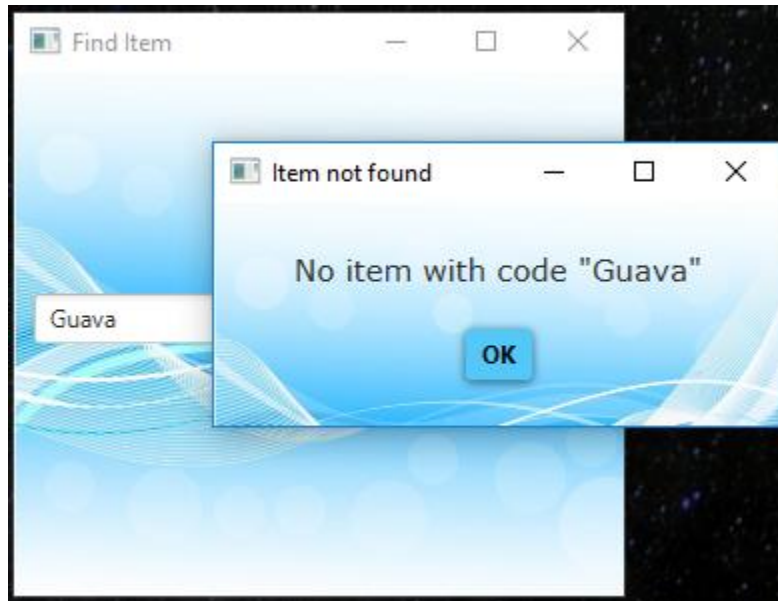 Find Item
Item not found
No item with code "Guava"
Guava
OK